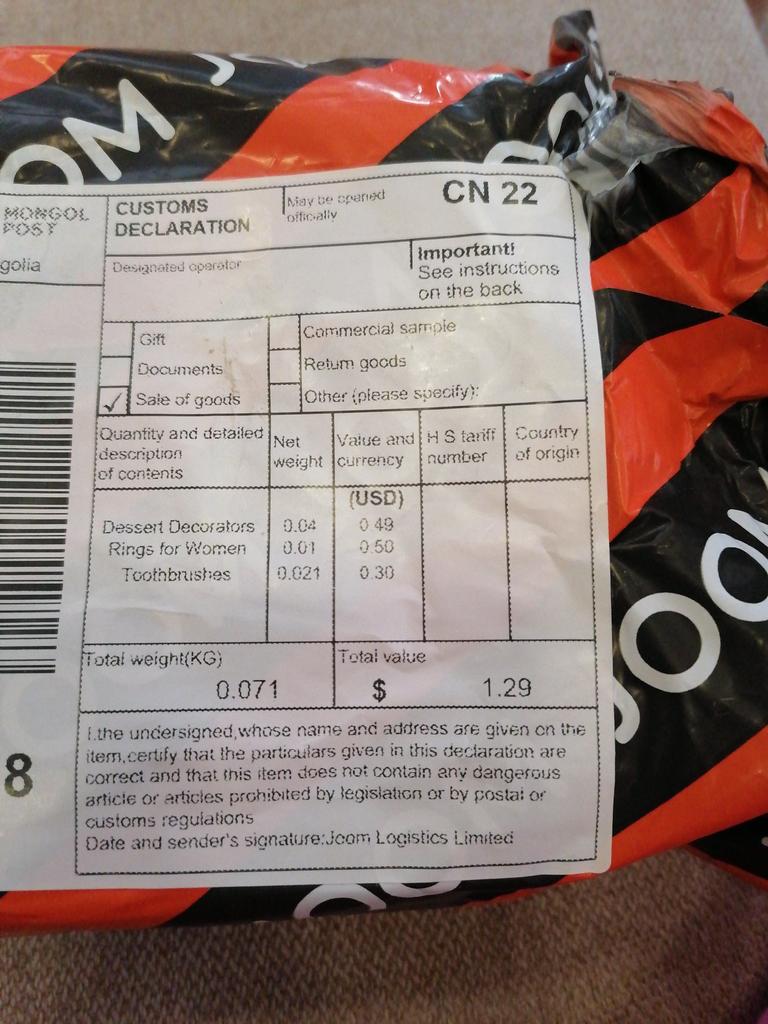 OM JO
JOOM
MONGOL
POST
golia
CUSTOMS
DECLARATION
May be opened
officially
CN 22
Designated operator
Important!
See instructions
on the back
Gift
Commercial sample
Documents
Return goods
✓ Sale of goods
Other (please specify):
Quantity and detailed
description
of contents
Net
weight
Value and
currency
H S tariff
number
Country
of origin
(USD)
Dessert Decorators 0.04 0.49
Rings for Women 0.01 0.50
Toothbrushes 0.021 0.30
Total weight(KG)
0.071
Total value
$ 1.29
I,the undersigned,whose name and address are given on the
item,certify that the particulars given in this declaration are
correct and that this item does not contain any dangerous
article or articles prohibited by legislation or by postal or
customs regulations
Date and sender's signature:Joom Logistics Limited
8
JOOM